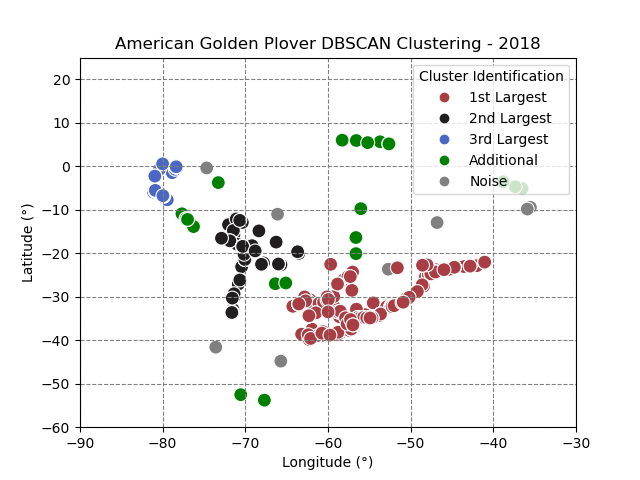 American Golden Plover DBSCAN Clustering - 2018
Cluster Identification
1st Largest
2nd Largest
3rd Largest
Additional
Noise
20
10
0
−10
−20
−30
−40
−50
−60
Latitude (°)
−90 −80 −70 −60 −50 −40 −30
Longitude (°)